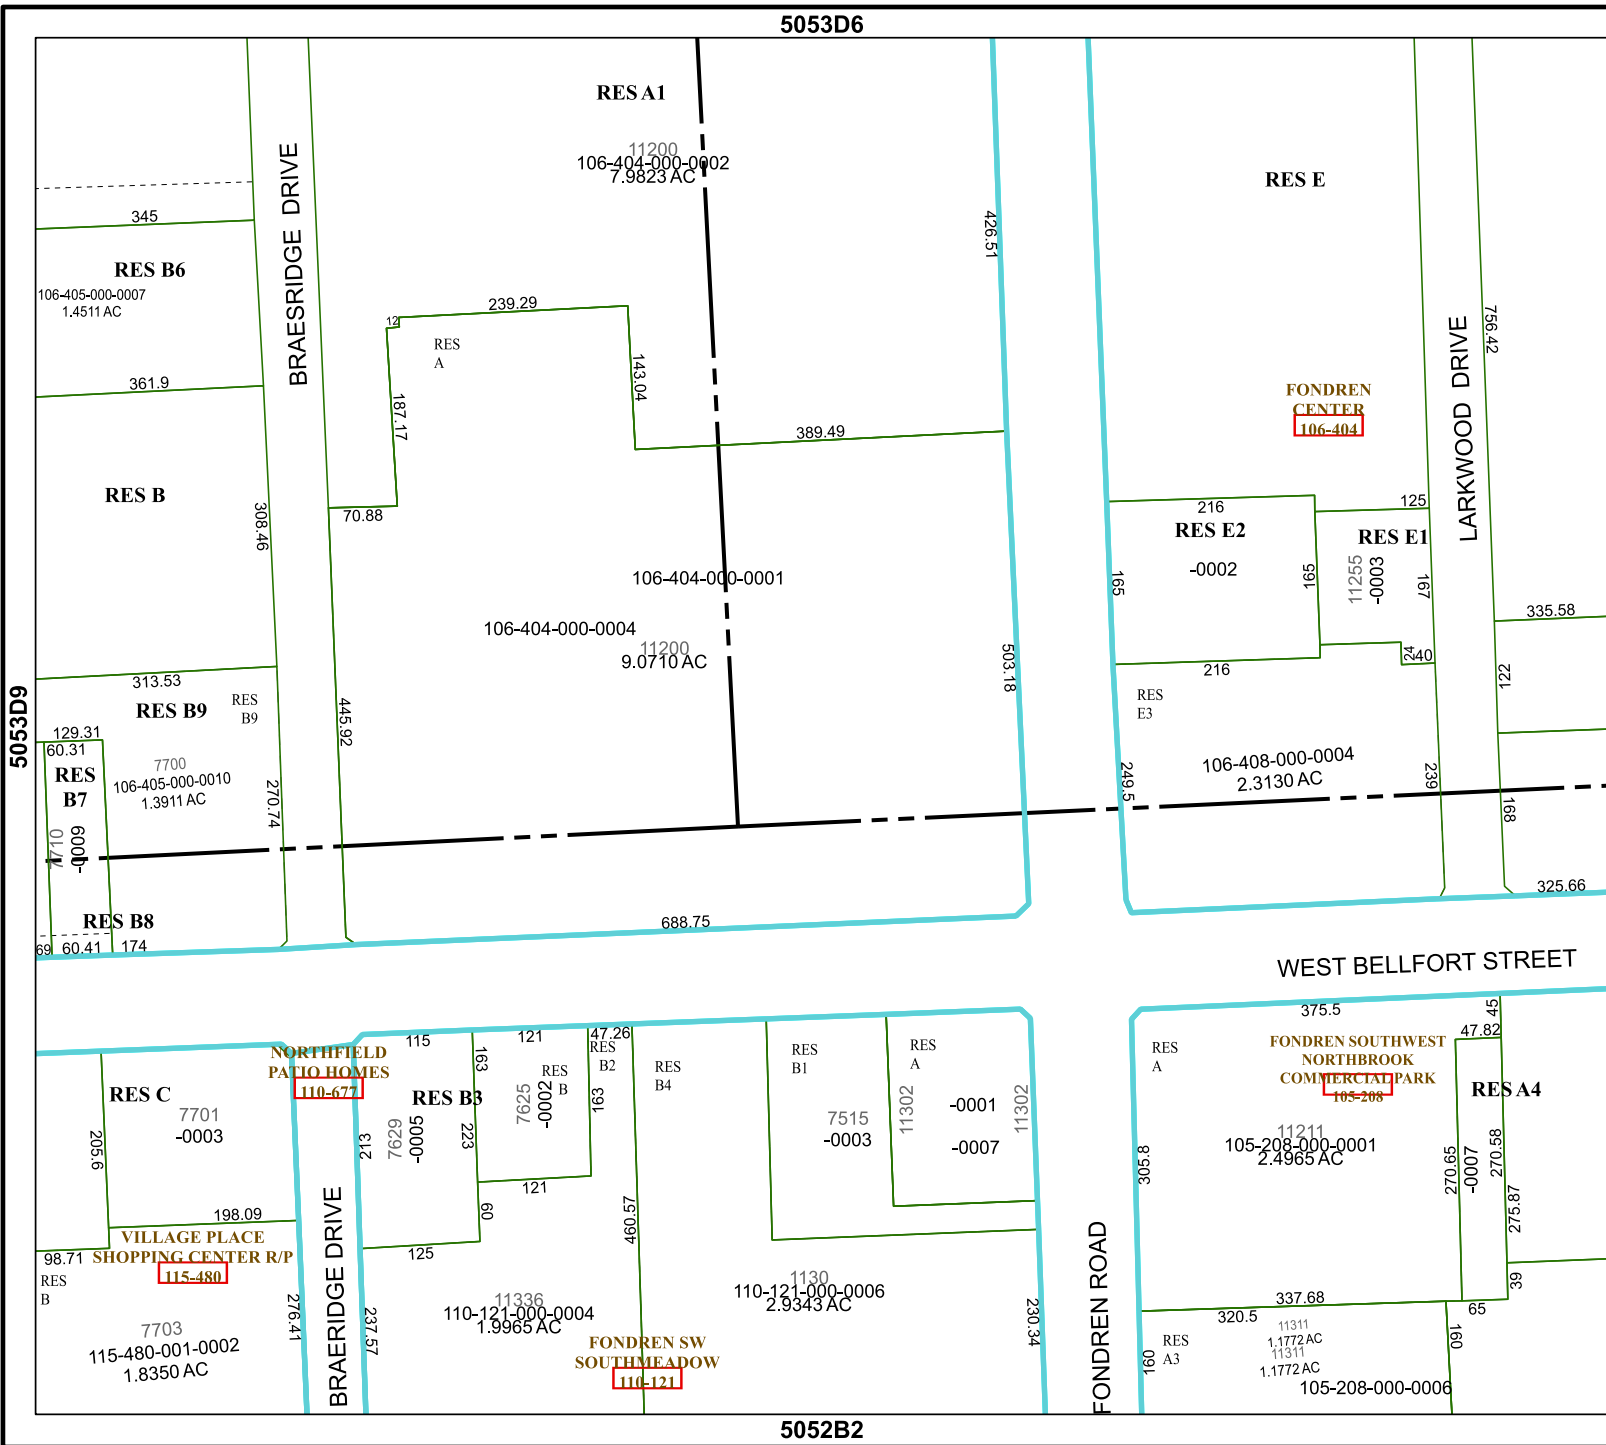 5053D6
RES A1
11200
106-404-000-0002
7.9823 AC
BRAESRIDGE DRIVE
345
RES B6
106-405-000-0007
1.4511 AC
361.9
RES B
308.46
239.29
12
RES
A
187.17
143.04
389.49
70.88
426.51
RES E
FONDREN
CENTER
106-404
756.42
LARKWOOD DRIVE
216
125
RES E2
-0002
165
165
RES E1
11255
-0003
167
24
40
216
335.58
122
106-404-000-0001
106-404-000-0004
11200
9.0710 AC
503.18
445.92
5053D9
313.53
RES B9
RES
B9
129.31
60.31
RES
B7
7700
106-405-000-0010
1.3911 AC
7710
-0009
270.74
RES
E3
106-408-000-0004
2.3130 AC
249.5
239
168
RES B8
69
60.41
174
688.75
325.66
WEST BELLFORT STREET
375.5
45
47.82
NORTHFIELD
PATIO HOMES
110-677
RES C
7701
-0003
205.6
198.09
VILLAGE PLACE
SHOPPING CENTER R/P
115-480
98.71
RES
B
7703
115-480-001-0002
1.8350 AC
276.41
BRAERIDGE DRIVE
237.57
115
121
47.26
163
RES B3
213
7629
-0005
223
7625
-0002
RES
B
RES
B2
163
121
60
125
RES
B4
460.57
11336
110-121-000-0004
1.9965 AC
FONDREN SW
SOUTHMEADOW
110-121
RES
B1
7515
-0003
RES
A
11302
-0001
-0007
11302
1130
110-121-000-0006
2.9343 AC
230.34
FONDREN ROAD
RES
A
305.8
FONDREN SOUTHWEST
NORTHBROOK
COMMERCIAL PARK
105-208
11211
105-208-000-0001
2.4965 AC
RES A4
270.65
-0007
270.58
275.87
39
337.68
320.5
65
160
160
RES
A3
11311
1.1772 AC
11311
1.1772 AC
105-208-000-0006
5052B2